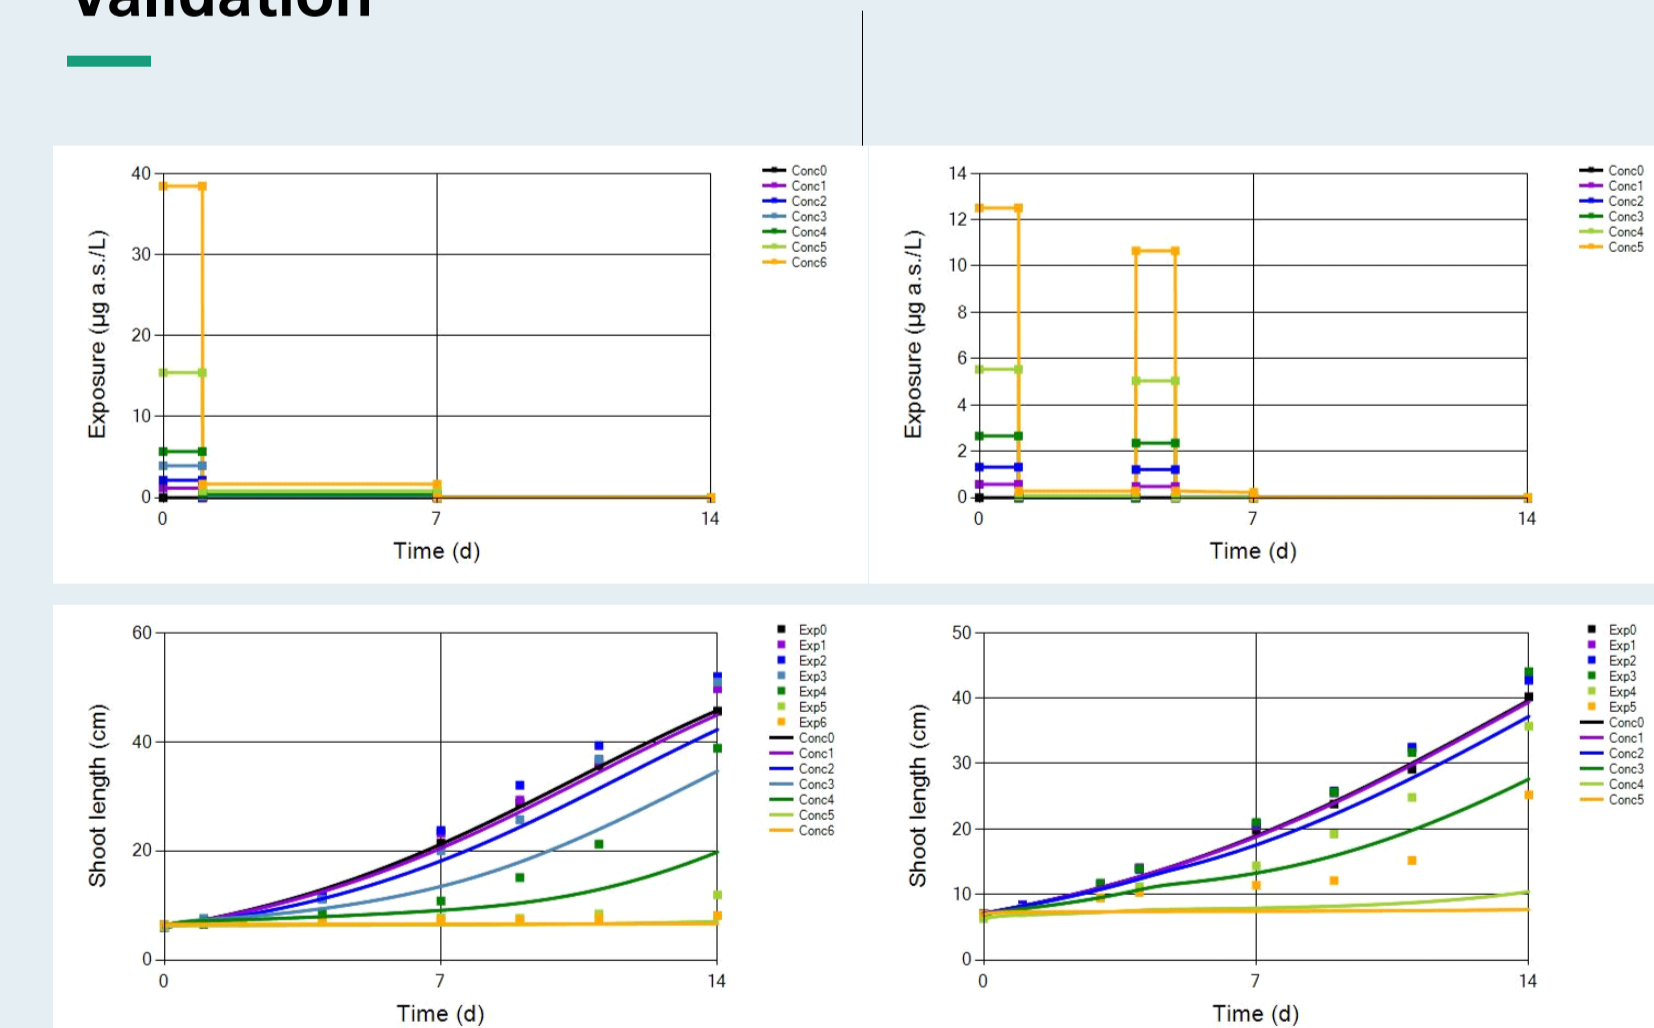 Validation
40
30
20
10
0
0 7 14
Exposure (µg a.s./L)
Time (d)
Conc0
Conc1
Conc2
Conc3
Conc4
Conc5
Conc6
14
12
10
8
6
4
2
0
0 7 14
Exposure (µg a.s./L)
Time (d)
Conc0
Conc1
Conc2
Conc3
Conc4
Conc5
60
40
20
0
0 7 14
Shoot length (cm)
Time (d)
Exp0
Exp1
Exp2
Exp3
Exp4
Exp5
Exp6
Conc0
Conc1
Conc2
Conc3
Conc4
Conc5
Conc6
50
40
30
20
10
0
0 7 14
Shoot length (cm)
Time (d)
Exp0
Exp1
Exp2
Exp3
Exp4
Exp5
Conc0
Conc1
Conc2
Conc3
Conc4
Conc5